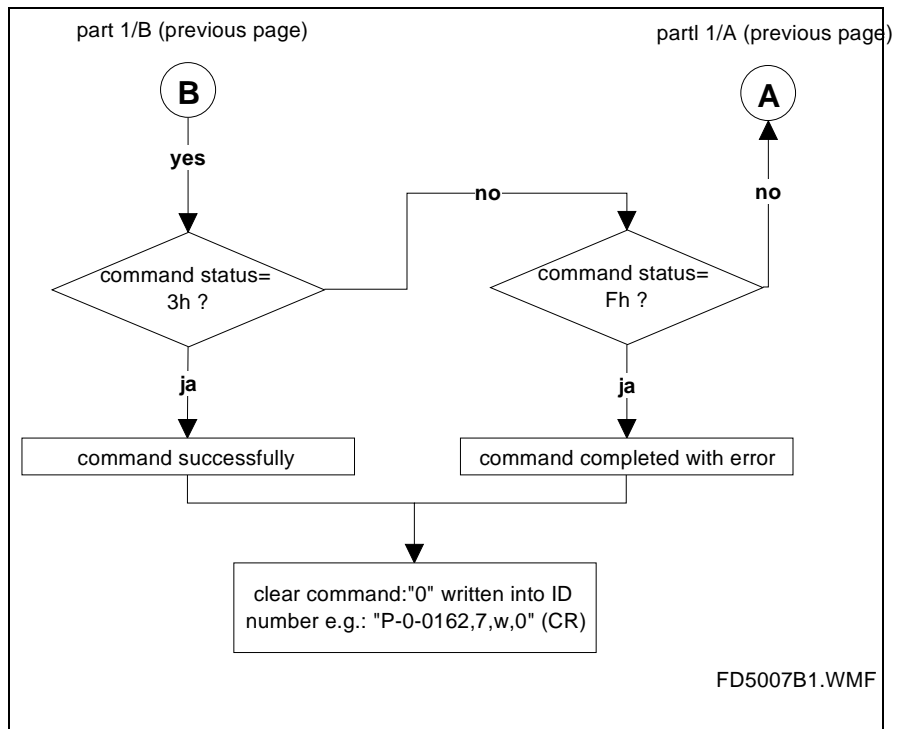 part 1/B (previous page)
partl 1/A (previous page)
B
A
yes
no
no
command status=
3h ?
command status=
Fh ?
ja
ja
command successfully
command completed with error
clear command:"0" written into ID
number e.g.: "P-0-0162,7,w,0" (CR)
FD5007B1.WMF